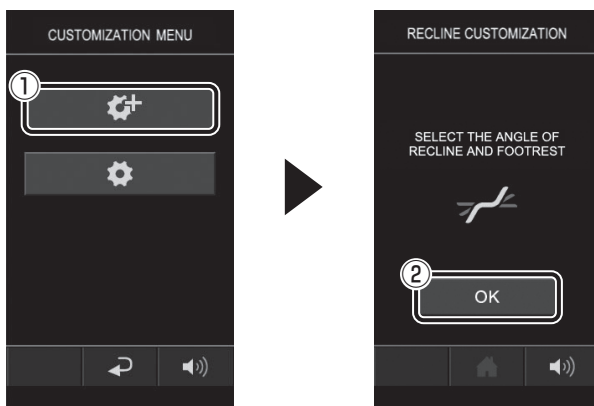 CUSTOMIZATION MENU
①
RECLINE CUSTOMIZATION
SELECT THE ANGLE OF
RECLINE AND FOOTREST
②
OK